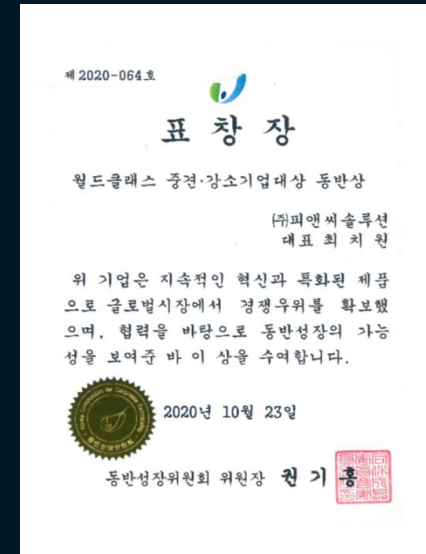 제 2020-064 호
표 창 장
월드클래스 중견·강소기업대상 동반상
㈜피앤씨솔루션
대표 최 치 원
위 기업은 지속적인 혁신과 특화된 제품
으로 글로벌시장에서 경쟁우위를 확보했
으며, 협력을 바탕으로 동반성장의 가능
성을 보여준 바 이 상을 수여합니다.
2020년 10월 23일
동반성장위원회 위원장 권 기 홍